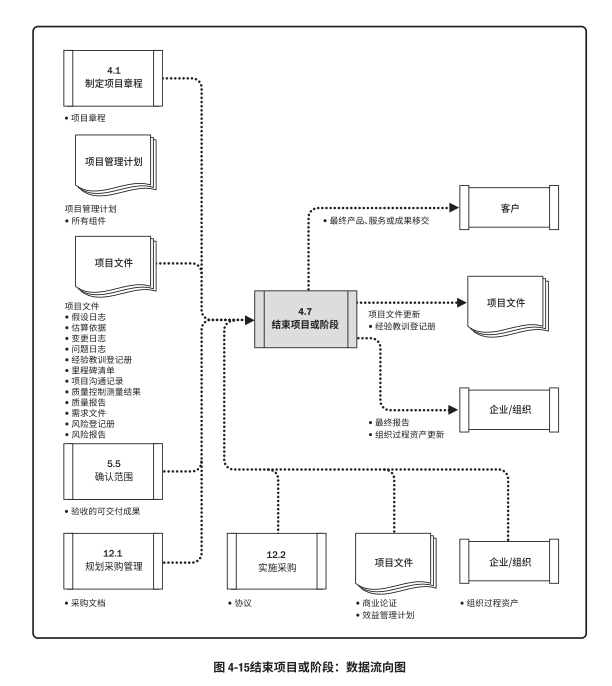 4.1
制定项目章程
• 项目章程
项目管理计划
项目管理计划
• 所有组件
项目文件
项目文件
• 假设日志
• 估算依据
• 变更日志
• 问题日志
• 经验教训登记册
• 里程碑清单
• 项目沟通记录
• 质量控制测量结果
• 质量报告
• 需求文件
• 风险登记册
• 风险报告
5.5
确认范围
• 验收的可交付成果
12.1
规划采购管理
• 采购文档
4.7
结束项目或阶段
• 最终产品、服务或成果移交
客户
项目文件更新
• 经验教训登记册
项目文件
• 最终报告
• 组织过程资产更新
企业/组织
12.2
实施采购
• 协议
项目文件
• 商业论证
• 效益管理计划
企业/组织
• 组织过程资产
图 4-15结束项目或阶段：数据流向图